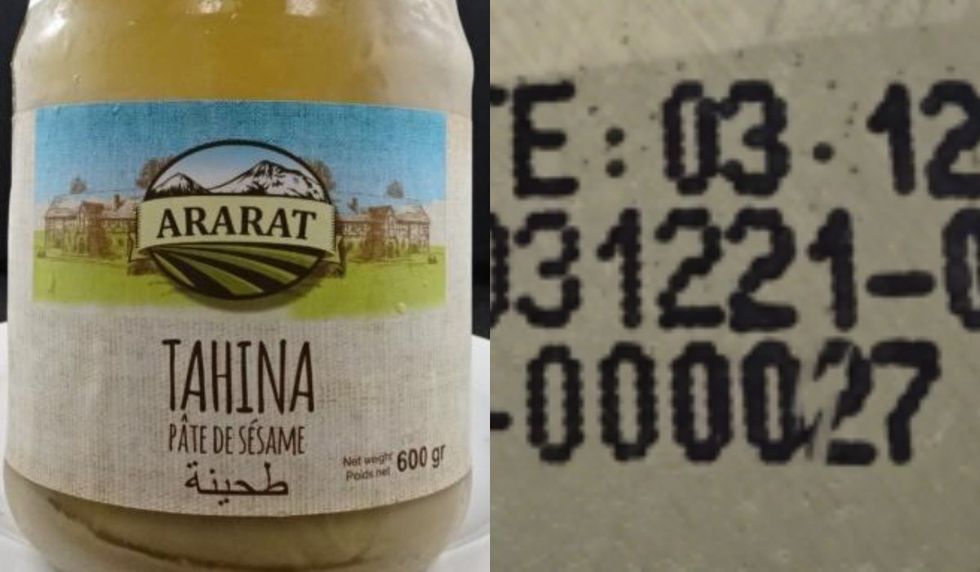 ARARAT
TAHINA
PÂTE DE SÉSAME
طحينة
Net weight
Poids net
600 gr
E: 03.12
031221-0
-000027